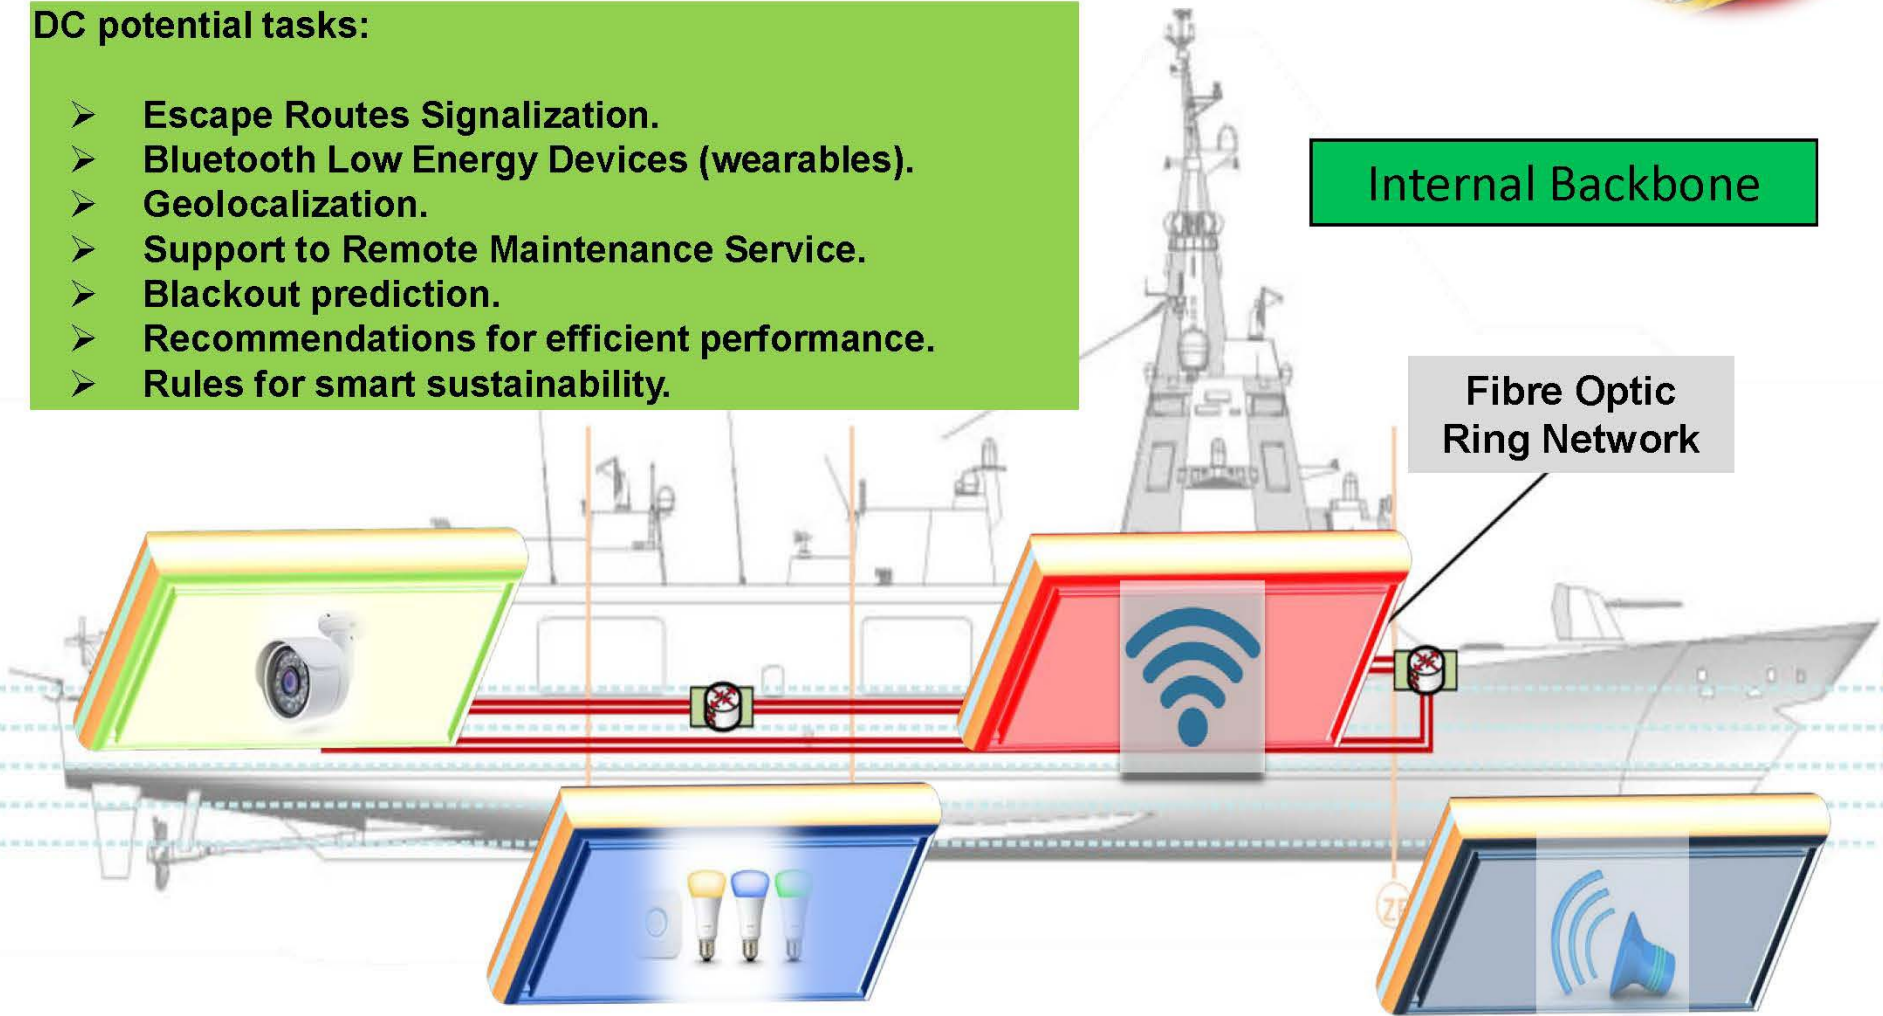 DC potential tasks:
➢ Escape Routes Signalization.
➢ Bluetooth Low Energy Devices (wearables).
➢ Geolocalization.
➢ Support to Remote Maintenance Service.
➢ Blackout prediction.
➢ Recommendations for efficient performance.
➢ Rules for smart sustainability.
Internal Backbone
Fibre Optic
Ring Network